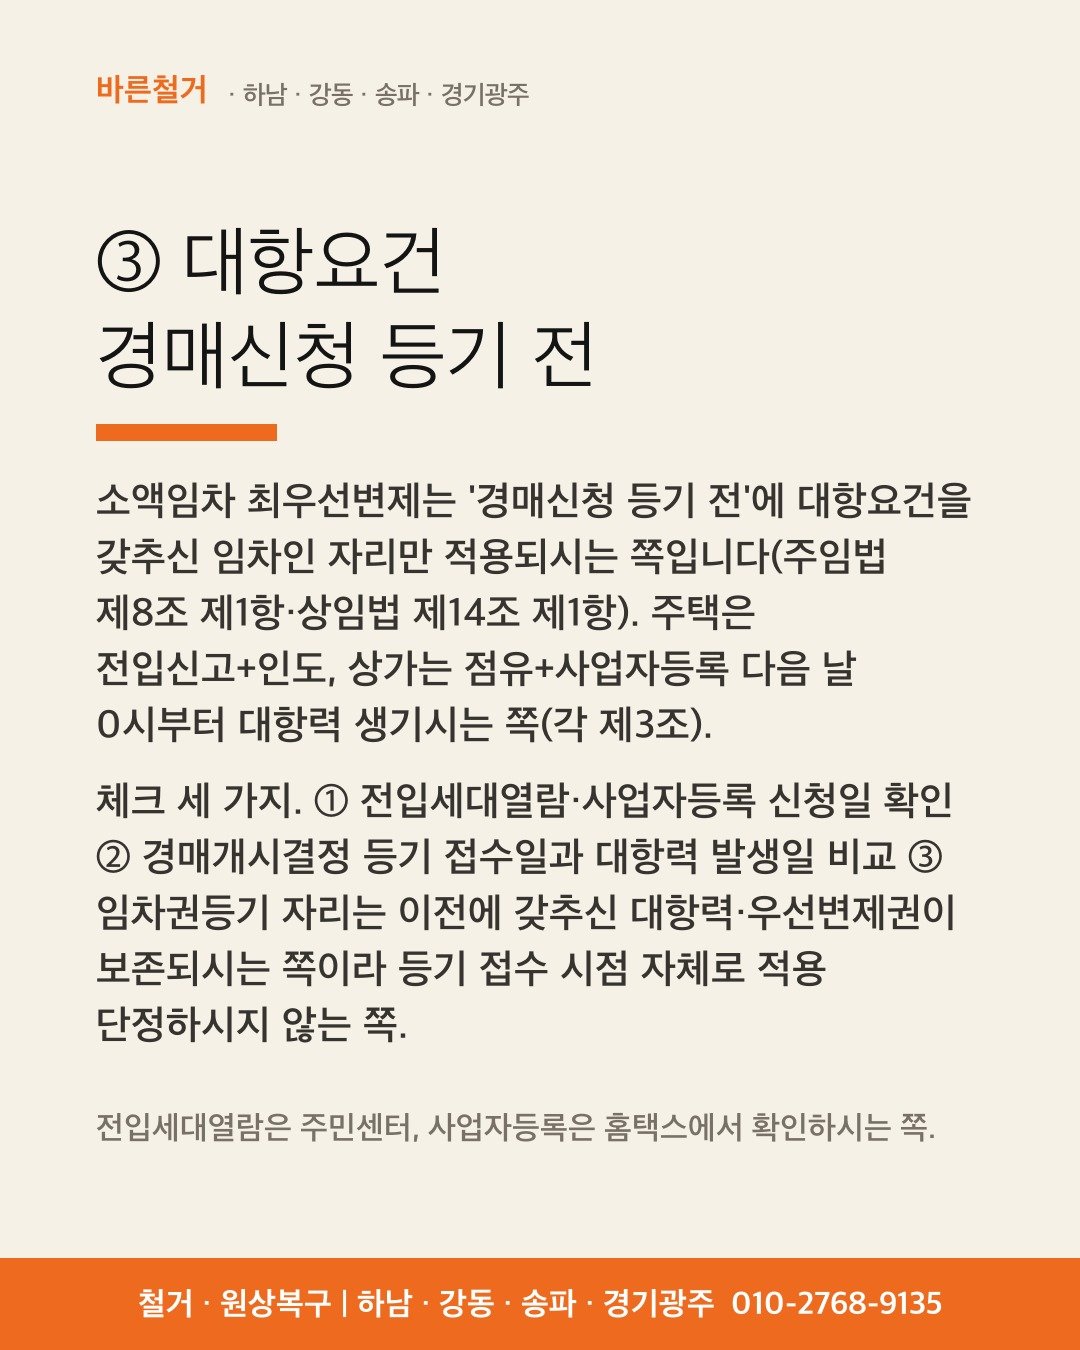 바른철거 · 하남 · 강동 · 송파 · 경기광주
③ 대항요건
경매신청 등기 전
소액임차 최우선변제는 '경매신청 등기 전'에 대항요건을
갖추신 임차인 자리만 적용되시는 쪽입니다(주임법
제8조 제1항·상임법 제14조 제1항). 주택은
전입신고+인도, 상가는 점유+사업자등록 다음 날
0시부터 대항력 생기시는 쪽(각 제3조).
체크 세 가지. ① 전입세대열람·사업자등록 신청일 확인
② 경매개시결정 등기 접수일과 대항력 발생일 비교 ③
임차권등기 자리는 이전에 갖추신 대항력·우선변제권이
보존되시는 쪽이라 등기 접수 시점 자체로 적용
단정하시지 않는 쪽.
전입세대열람은 주민센터, 사업자등록은 홈택스에서 확인하시는 쪽.
철거 · 원상복구 | 하남 · 강동 · 송파 · 경기광주 010-2768-9135